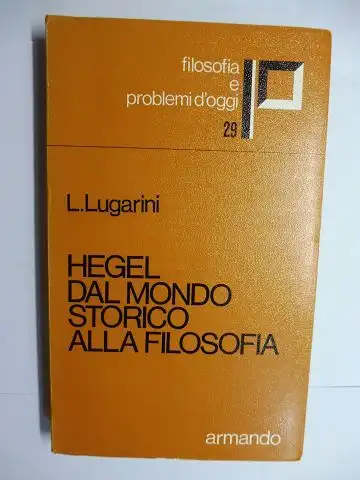 filosofia
e
problemi d'oggi
29
L.Lugarini
HEGEL
DAL MONDO
STORICO
ALLA FILOSOFIA
armando